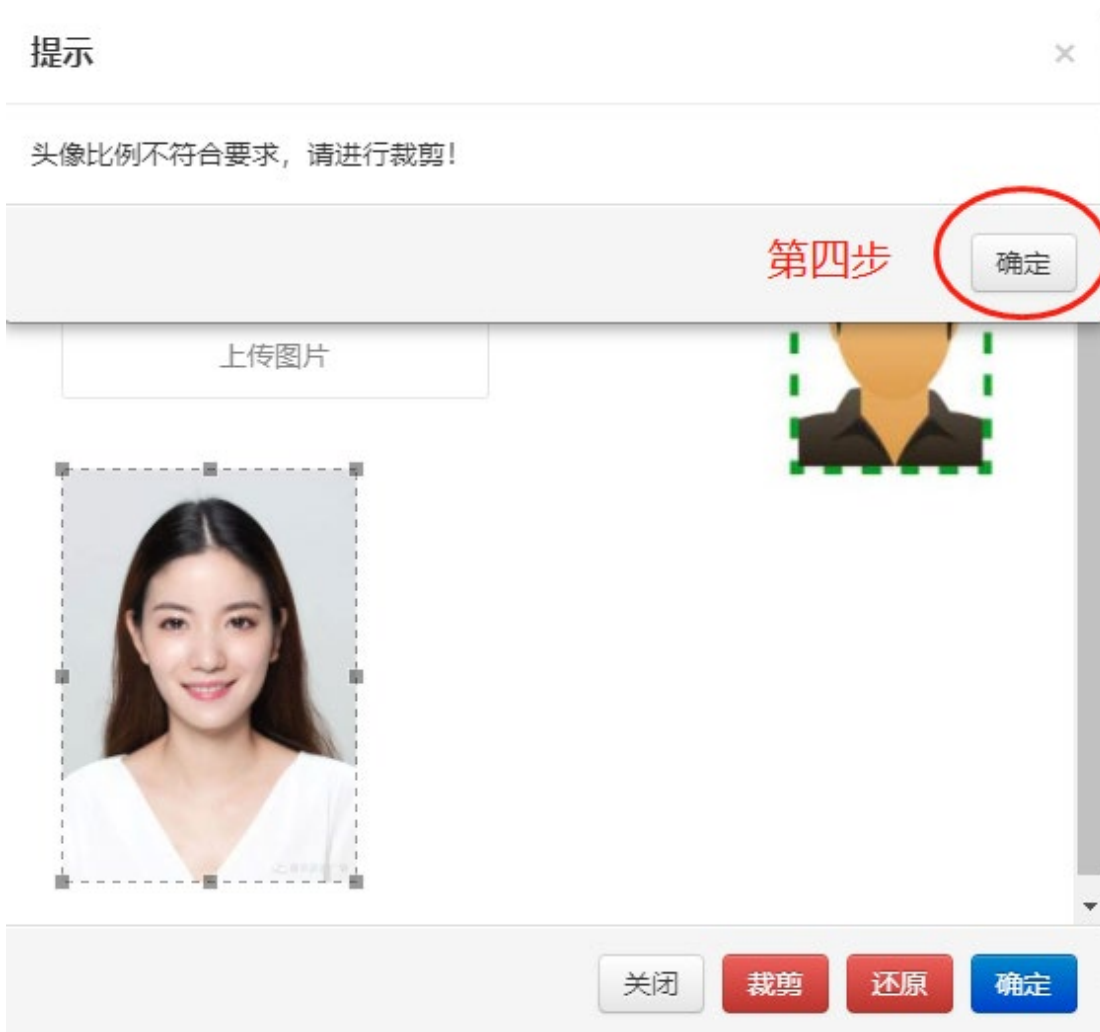 提示
×
头像比例不符合要求，请进行裁剪！
第四步
确定
上传图片
关闭
裁剪
还原
确定